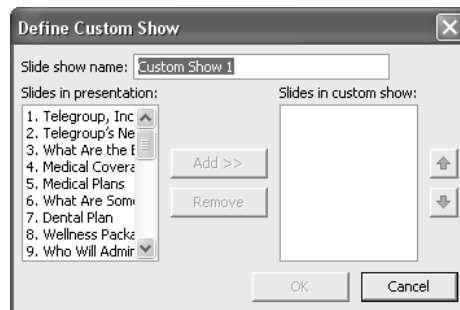 Define Custom Show
Slide show name: Custom Show 1
Slides in presentation:
Slides in custom show:
1. Telegroup, Inc
2. Telegroup's Ne
3. What Are the B
4. Medical Covera
5. Medical Plans
6. What Are Som
7. Dental Plan
8. Wellness Packa
9. Who Will Admir
Add >>
Remove
OK
Cancel